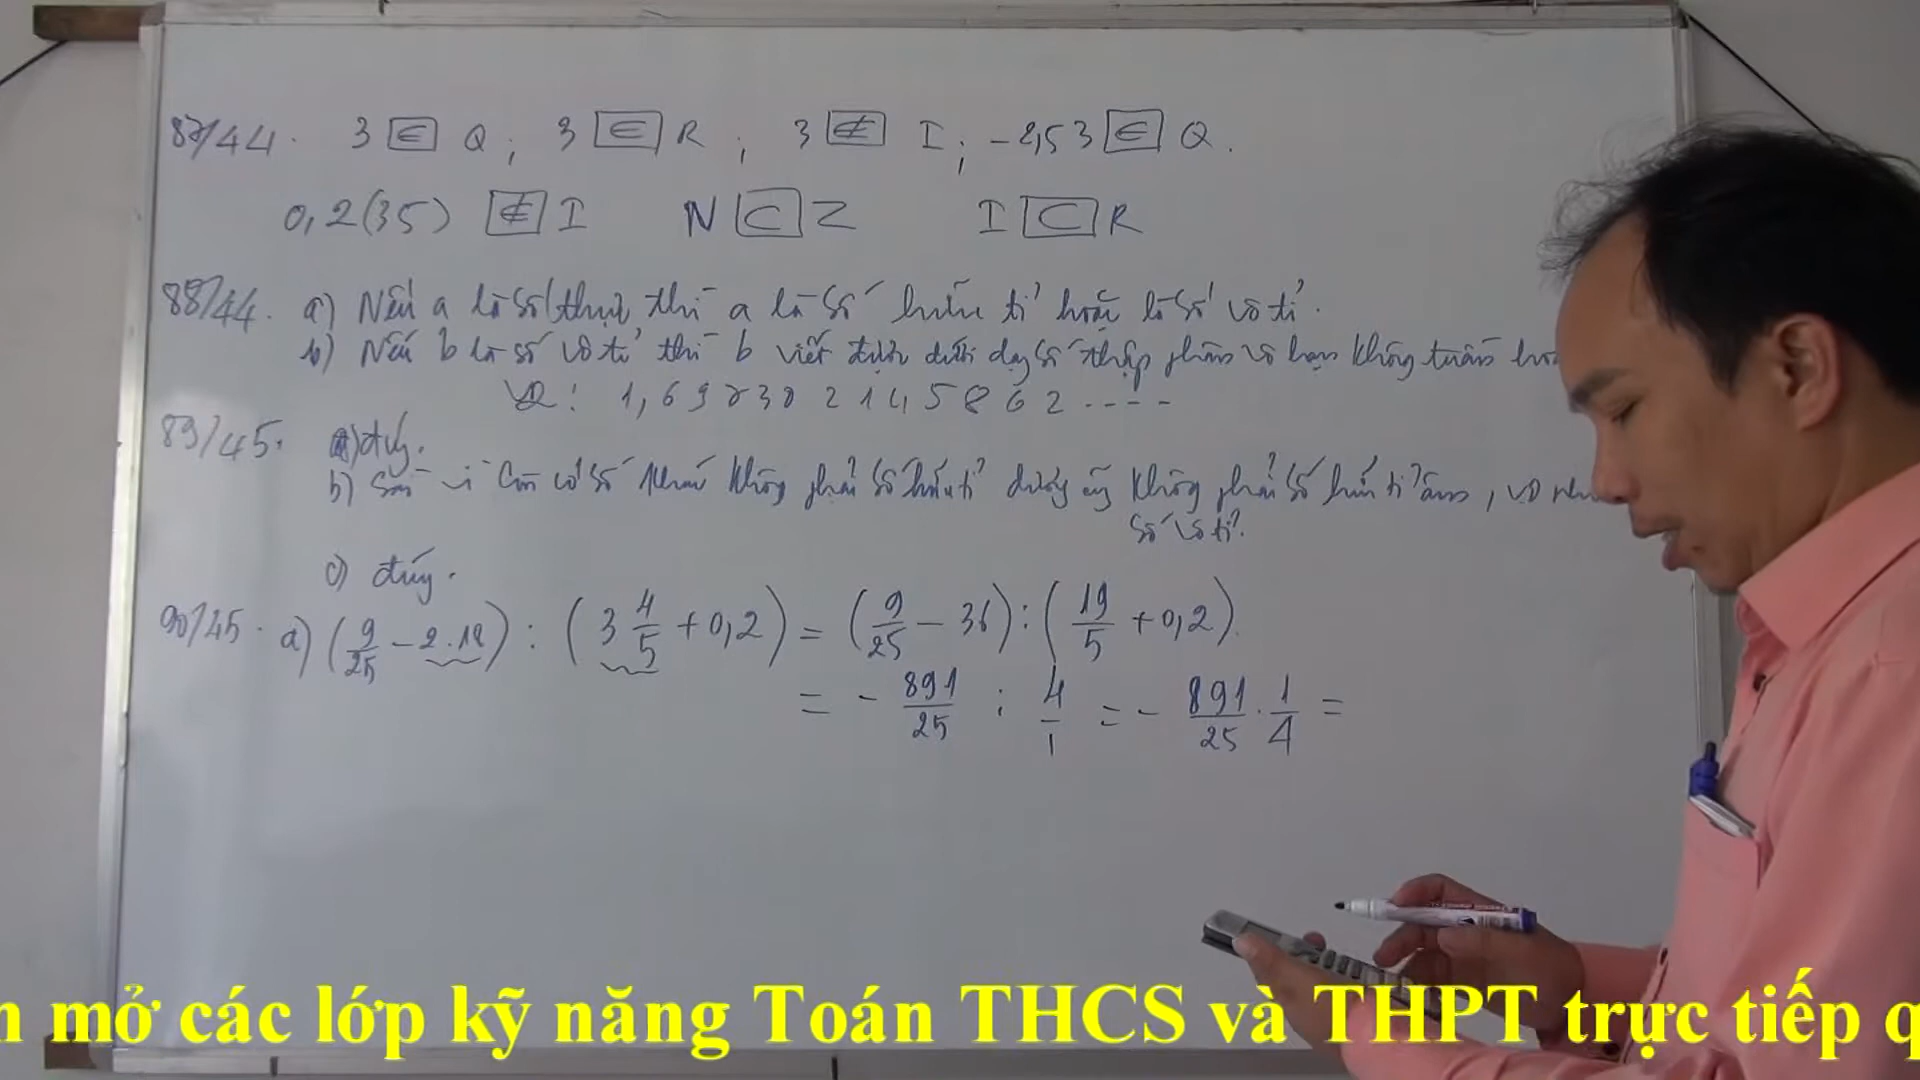 87/44. 3 ∈ Q ; 3 ∈ R ; 3 ∉ I ; -2,53 ∈ Q.
0,2(35) ∉ I N ⊂ Z I ⊂ R
88/44. a) Nếu a là số thực thì a là số hữu tỉ hoặc là số vô tỉ.
b) Nếu b là số vô tỉ thì b viết được dưới dạng số thập phân vô hạn không tuần
VD: 1,6
89/45. a) đúng.
b) Sai vì còn có số khác không phải số hữu tỉ dương cũng không phải số hữu tỉ âm,
số vô tỉ.
c) đúng.
90/45. a) (9/25 - 2.18) : (3 4/5 + 0,2) = (9/25 - 36) : (19/5 + 0,2)
= - 891/25 : 4/1 = - 891/25 . 1/4 =
mở các lớp kỹ năng Toán THCS và THPT trực tiếp